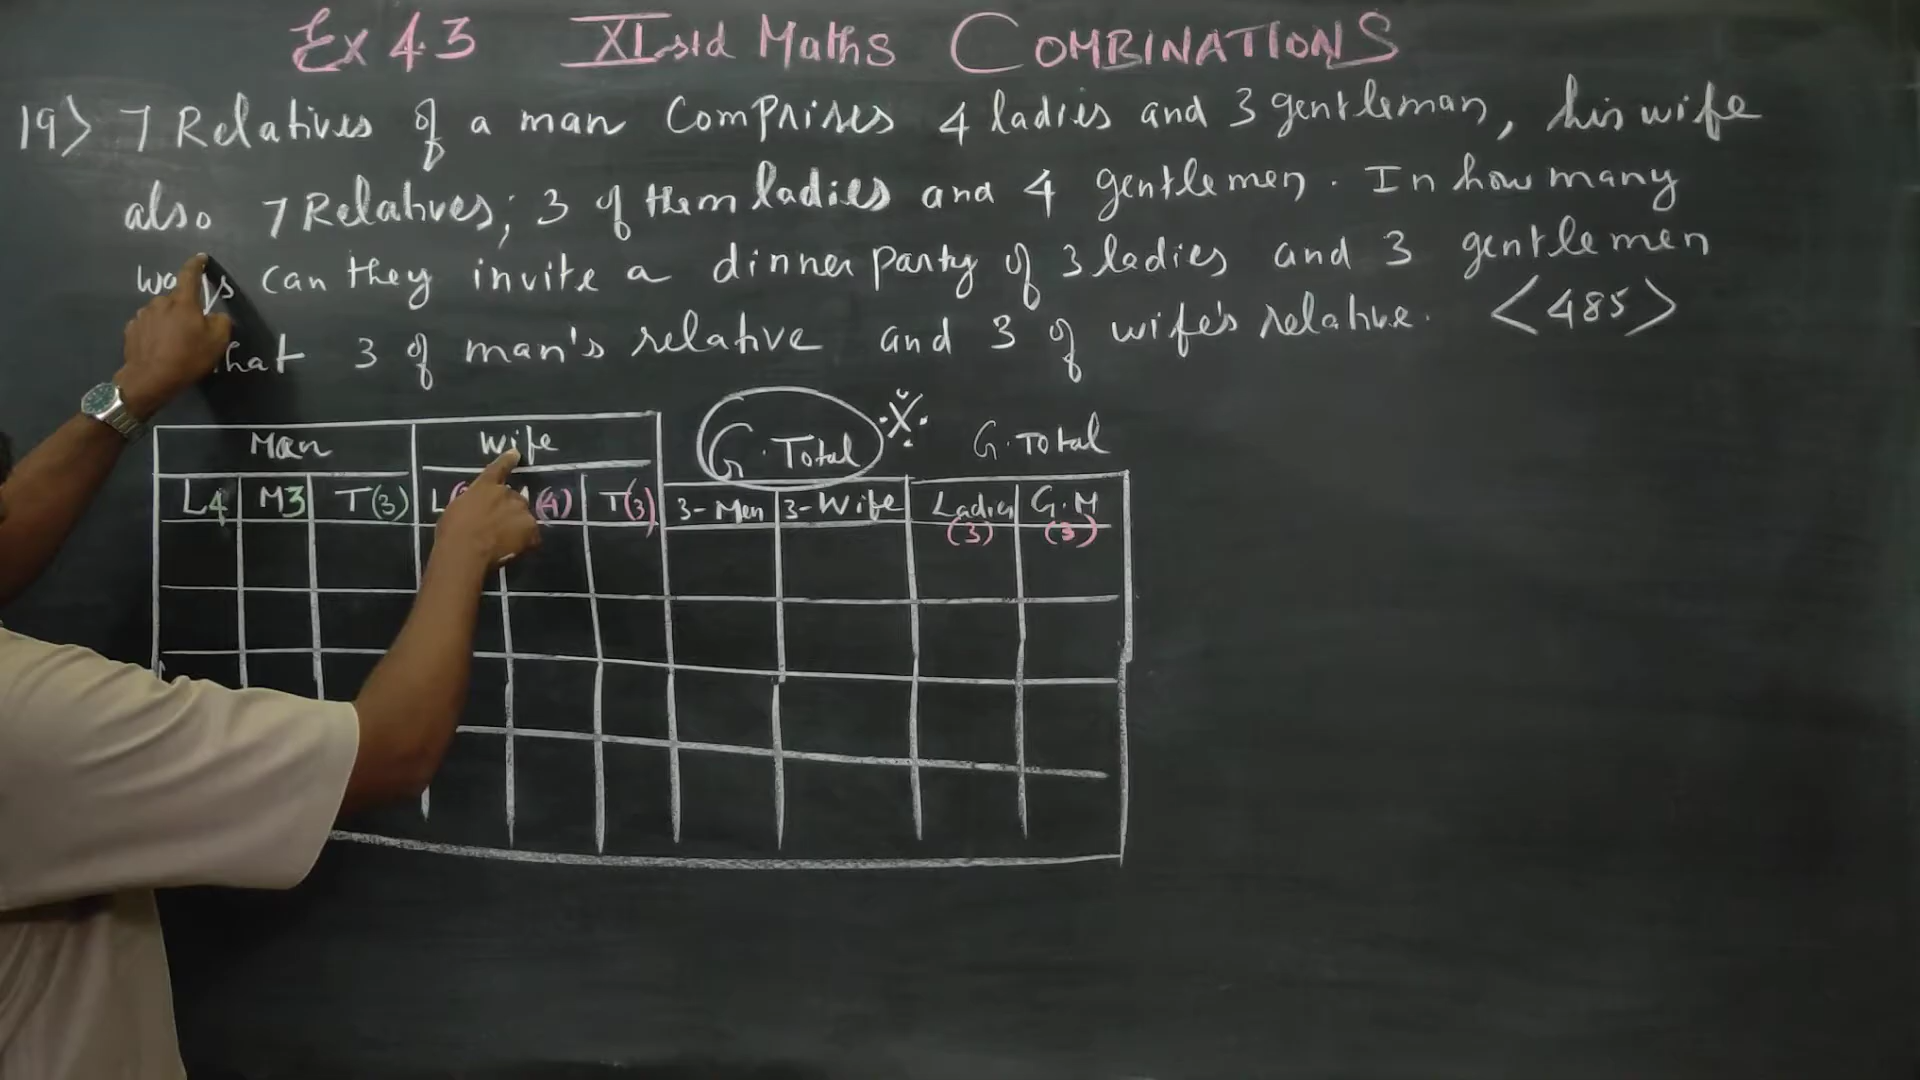 Ex 4.3 XI std Maths COMBINATIONS
19> 7 Relatives of a man Comprises 4 ladies and 3 gentleman, his wife
also 7 Relatives; 3 of them ladies and 4 gentlemen. In how many
ways can they invite a dinner party of 3 ladies and 3 gentlemen
that 3 of man's relative and 3 of wife's relative. <485>
Man Wife G.Total X G.Total
L4 M3 T(3) L (4) T(3) 3-Men 3-Wife Ladies G.M
(3) (3)